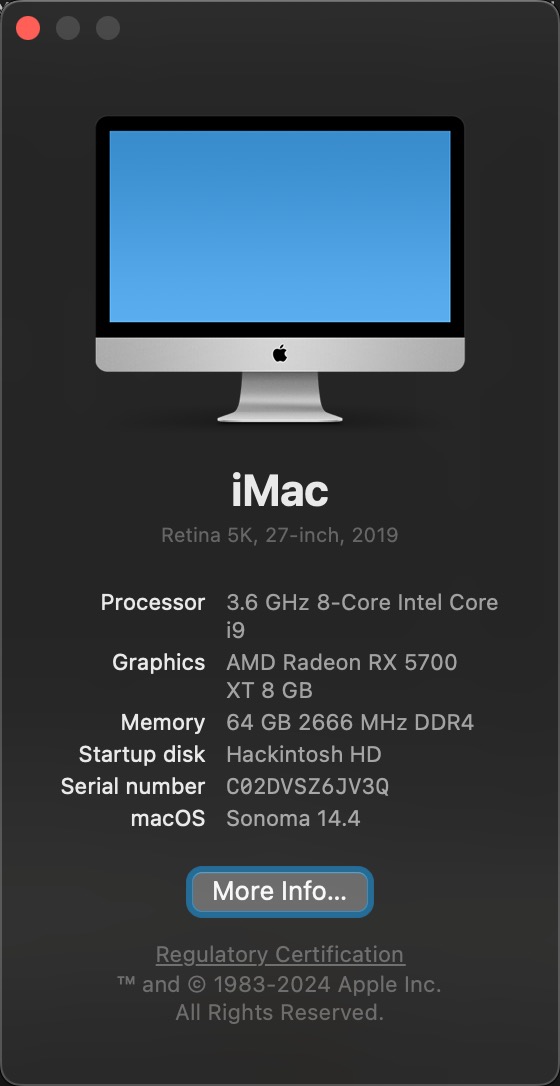 iMac
Retina 5K, 27-inch, 2019
Processor 3.6 GHz 8-Core Intel Core
i9
Graphics AMD Radeon RX 5700
XT 8 GB
Memory 64 GB 2666 MHz DDR4
Startup disk Hackintosh HD
Serial number C02DVSZ6JV3Q
macOS Sonoma 14.4
More Info...
Regulatory Certification
™ and © 1983-2024 Apple Inc.
All Rights Reserved.